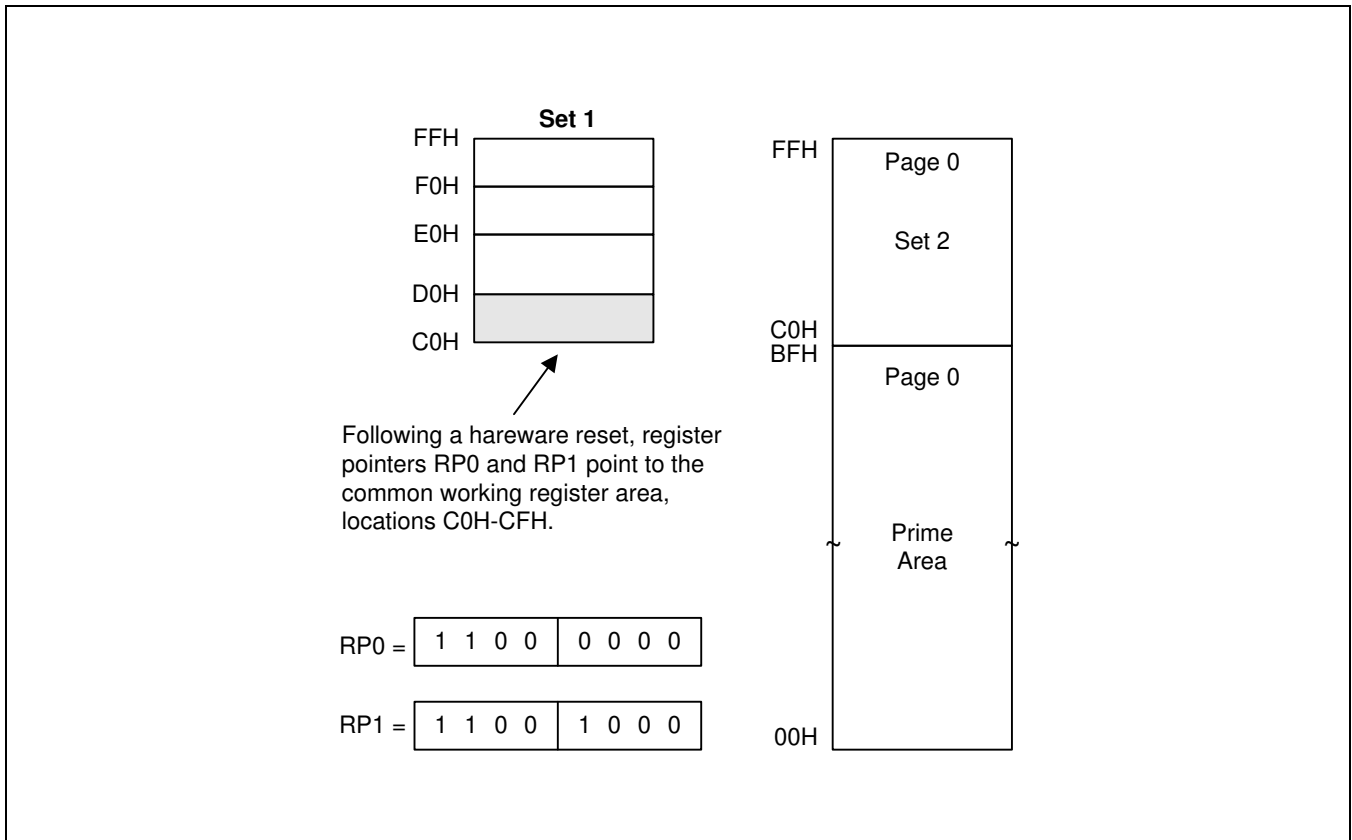 Set 1
FFH
F0H
E0H
D0H
C0H
Following a hareware reset, register
pointers RP0 and RP1 point to the
common working register area,
locations C0H-CFH.
RP0 = 1 1 0 0 0 0 0 0
RP1 = 1 1 0 0 1 0 0 0
FFH
Page 0
Set 2
C0H
BFH
Page 0
~ Prime ~
Area
00H